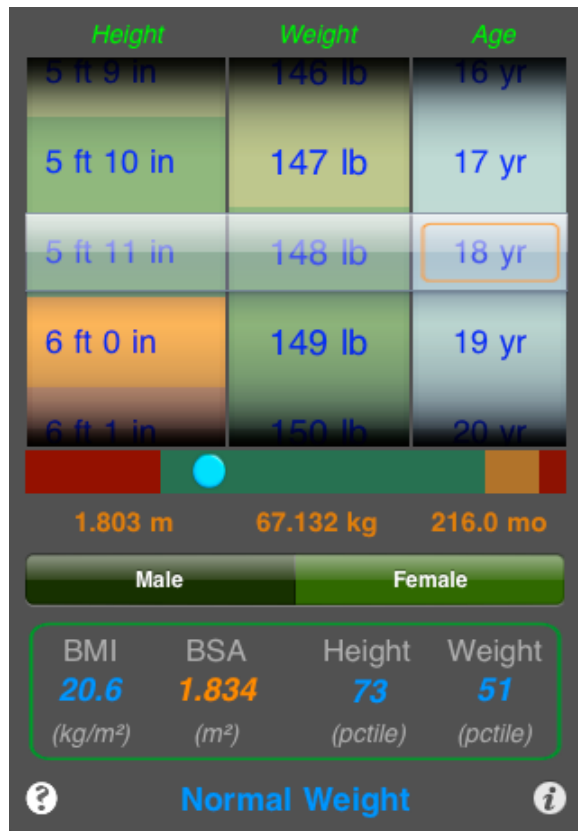 Height Weight Age
5 ft 9 in 146 lb 16 yr
5 ft 10 in 147 lb 17 yr
5 ft 11 in 148 lb 18 yr
6 ft 0 in 149 lb 19 yr
6 ft 1 in 150 lb 20 yr
1.803 m 67.132 kg 216.0 mo
Male Female
BMI BSA Height Weight
20.6 1.834 73 51
(kg/m²) (m²) (pctile) (pctile)
? Normal Weight i